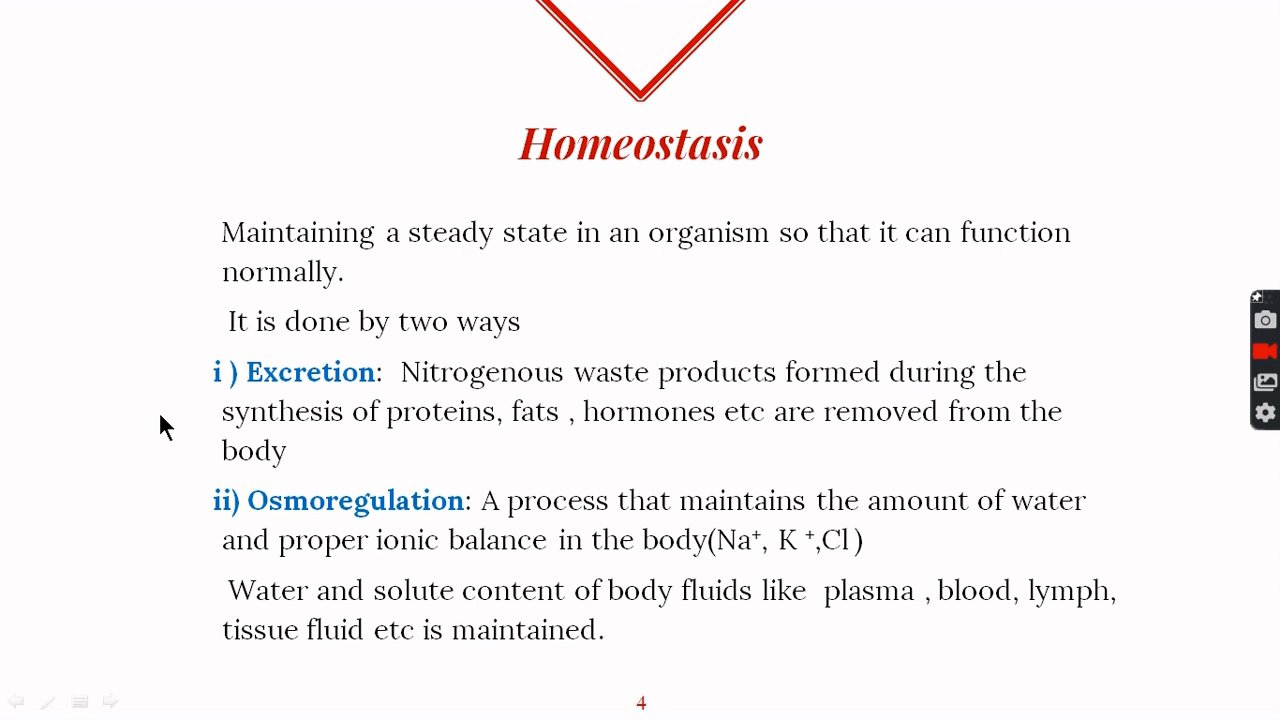 Homeostasis
Maintaining a steady state in an organism so that it can function
normally.
It is done by two ways
i ) Excretion:  Nitrogenous waste products formed during the
synthesis of proteins, fats , hormones etc are removed from the
body
ii) Osmoregulation: A process that maintains the amount of water
and proper ionic balance in the body(Na⁺, K ⁺,Cl )
Water and solute content of body fluids like  plasma , blood, lymph,
tissue fluid etc is maintained.
4